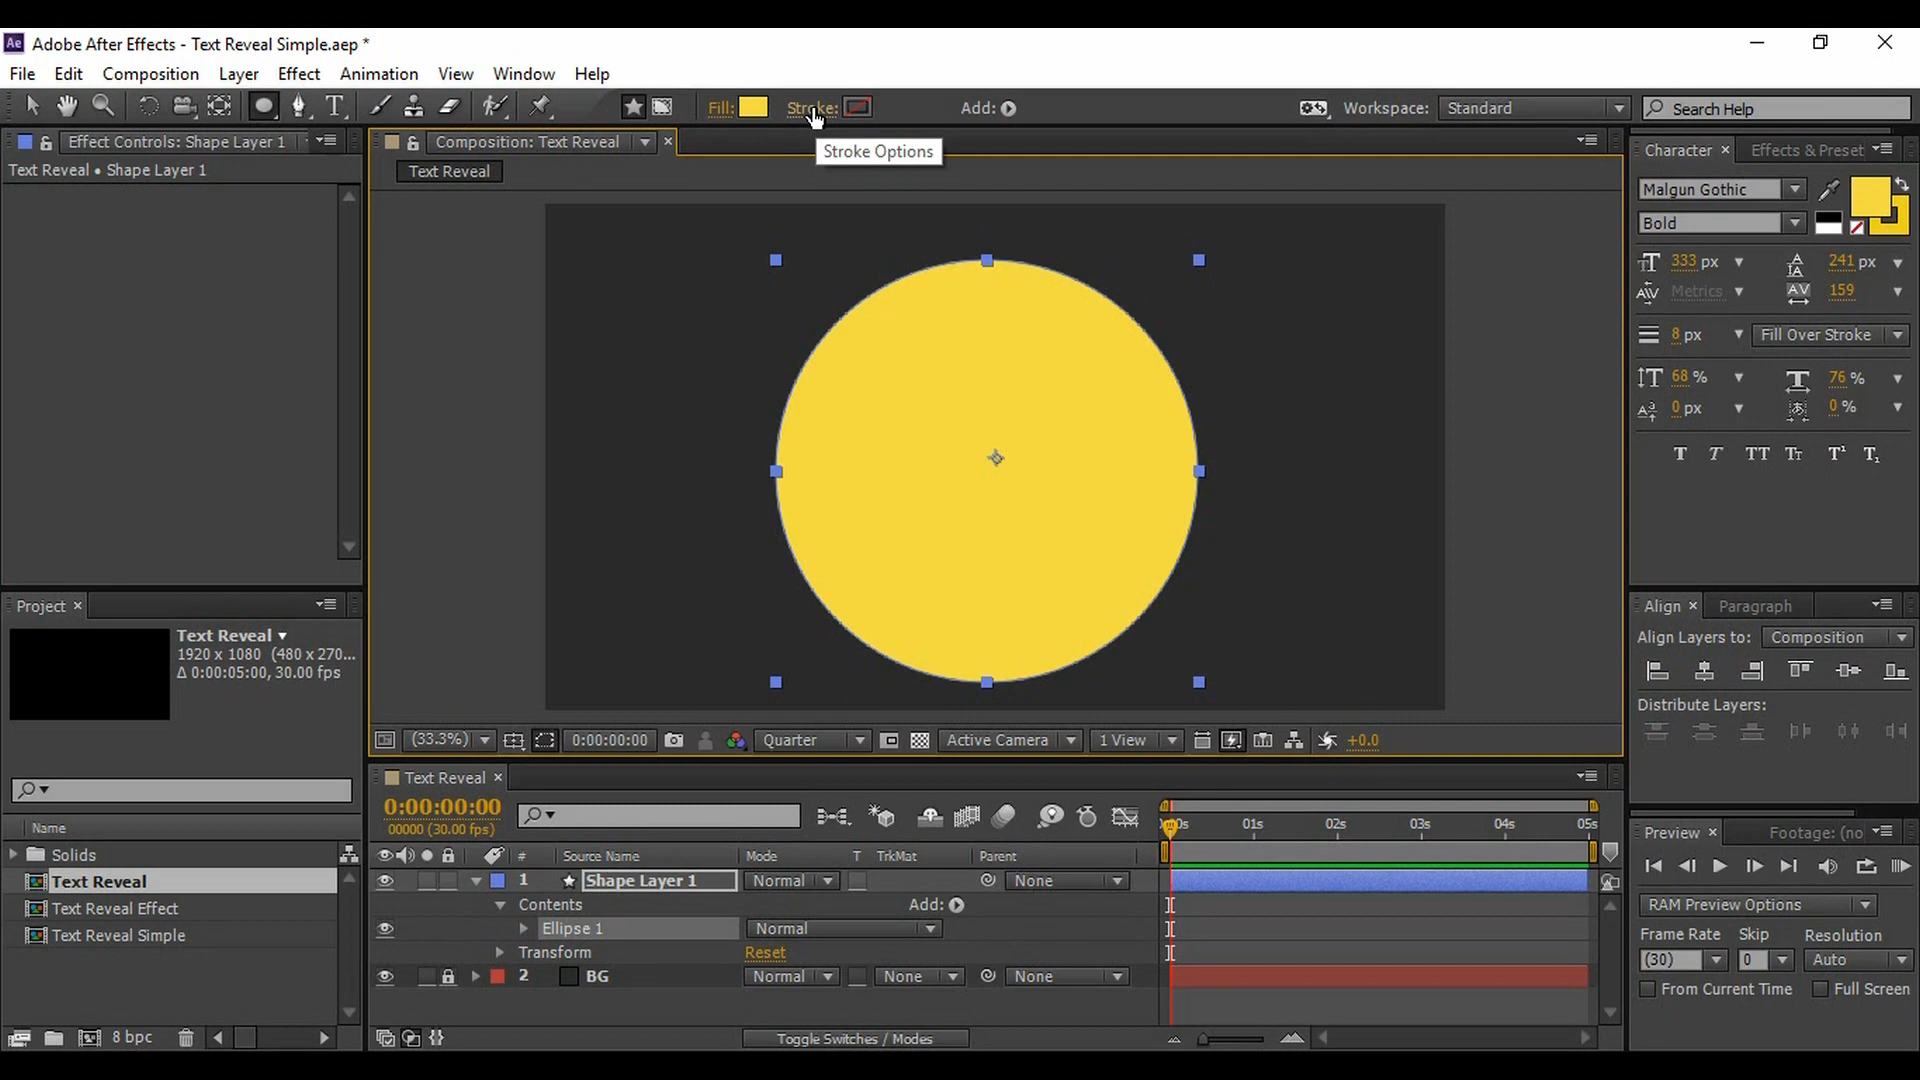 Ae Adobe After Effects - Text Reveal Simple.aep *
File Edit Composition Layer Effect Animation View Window Help
Fill: Stroke: Add: Workspace: Standard Search Help
Stroke Options
Effect Controls: Shape Layer 1
Text Reveal • Shape Layer 1
Composition: Text Reveal
Text Reveal
Character Effects & Preset
Malgun Gothic
Bold
333 px 241 px
Metrics 159
8 px Fill Over Stroke
68 % 76 %
0 px 0 %
Project
Text Reveal
1920 x 1080 (480 x 270...
Δ 0:00:05:00, 30.00 fps
Name
Solids
Text Reveal
Text Reveal Effect
Text Reveal Simple
8 bpc
(33.3%) 0:00:00:00 Quarter Active Camera 1 View +0.0
Text Reveal
0:00:00:00
00000 (30.00 fps)
01s 02s 03s 04s 05s
# Source Name Mode T TrkMat Parent
1 Shape Layer 1 Normal None
Contents Add:
Ellipse 1 Normal
Transform Reset
2 BG Normal None None
Toggle Switches / Modes
Align Paragraph
Align Layers to: Composition
Distribute Layers:
Preview Footage: (no
RAM Preview Options
Frame Rate Skip Resolution
(30) 0 Auto
From Current Time Full Screen